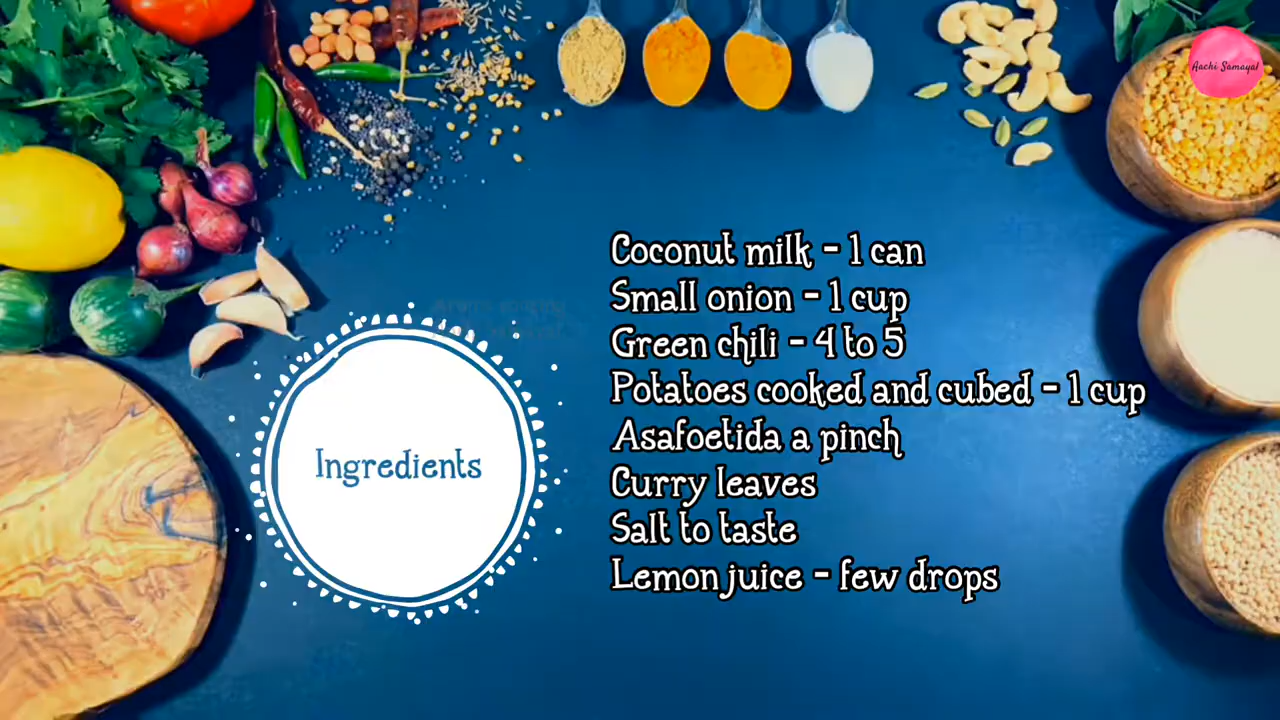 Aachi Samayal
Coconut milk - 1 can
Small onion - 1 cup
Green chili - 4 to 5
Potatoes cooked and cubed - 1 cup
Asafoetida a pinch
Curry leaves
Salt to taste
Lemon juice - few drops
Ingredients